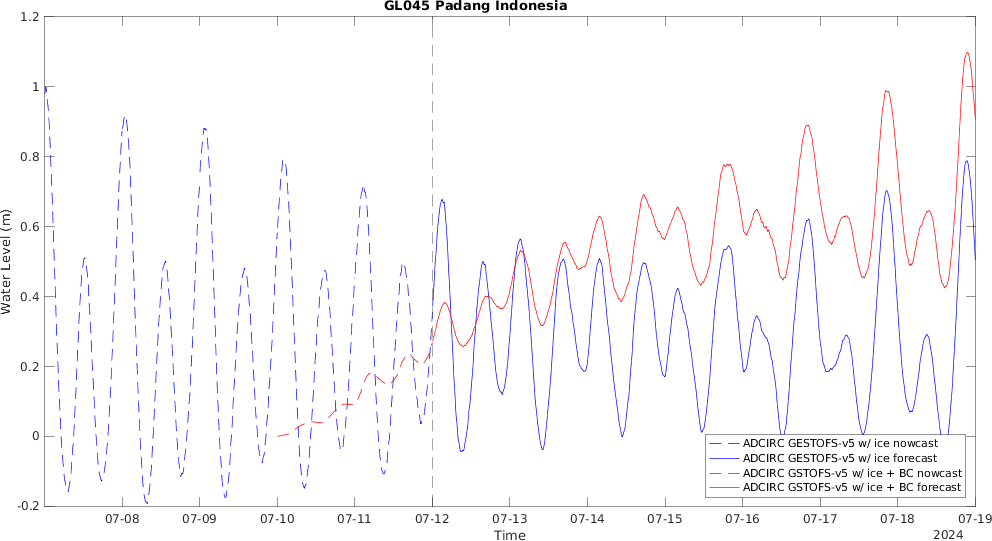 GL045 Padang Indonesia
1.2
1
0.8
0.6
0.4
0.2
0
-0.2
Water Level (m)
ADCIRC GESTOFS-v5 w/ ice nowcast
ADCIRC GESTOFS-v5 w/ ice forecast
ADCIRC GSTOFS-v5 w/ ice + BC nowcast
ADCIRC GSTOFS-v5 w/ ice + BC forecast
07-08 07-09 07-10 07-11 07-12 07-13 07-14 07-15 07-16 07-17 07-18 07-19
Time
2024